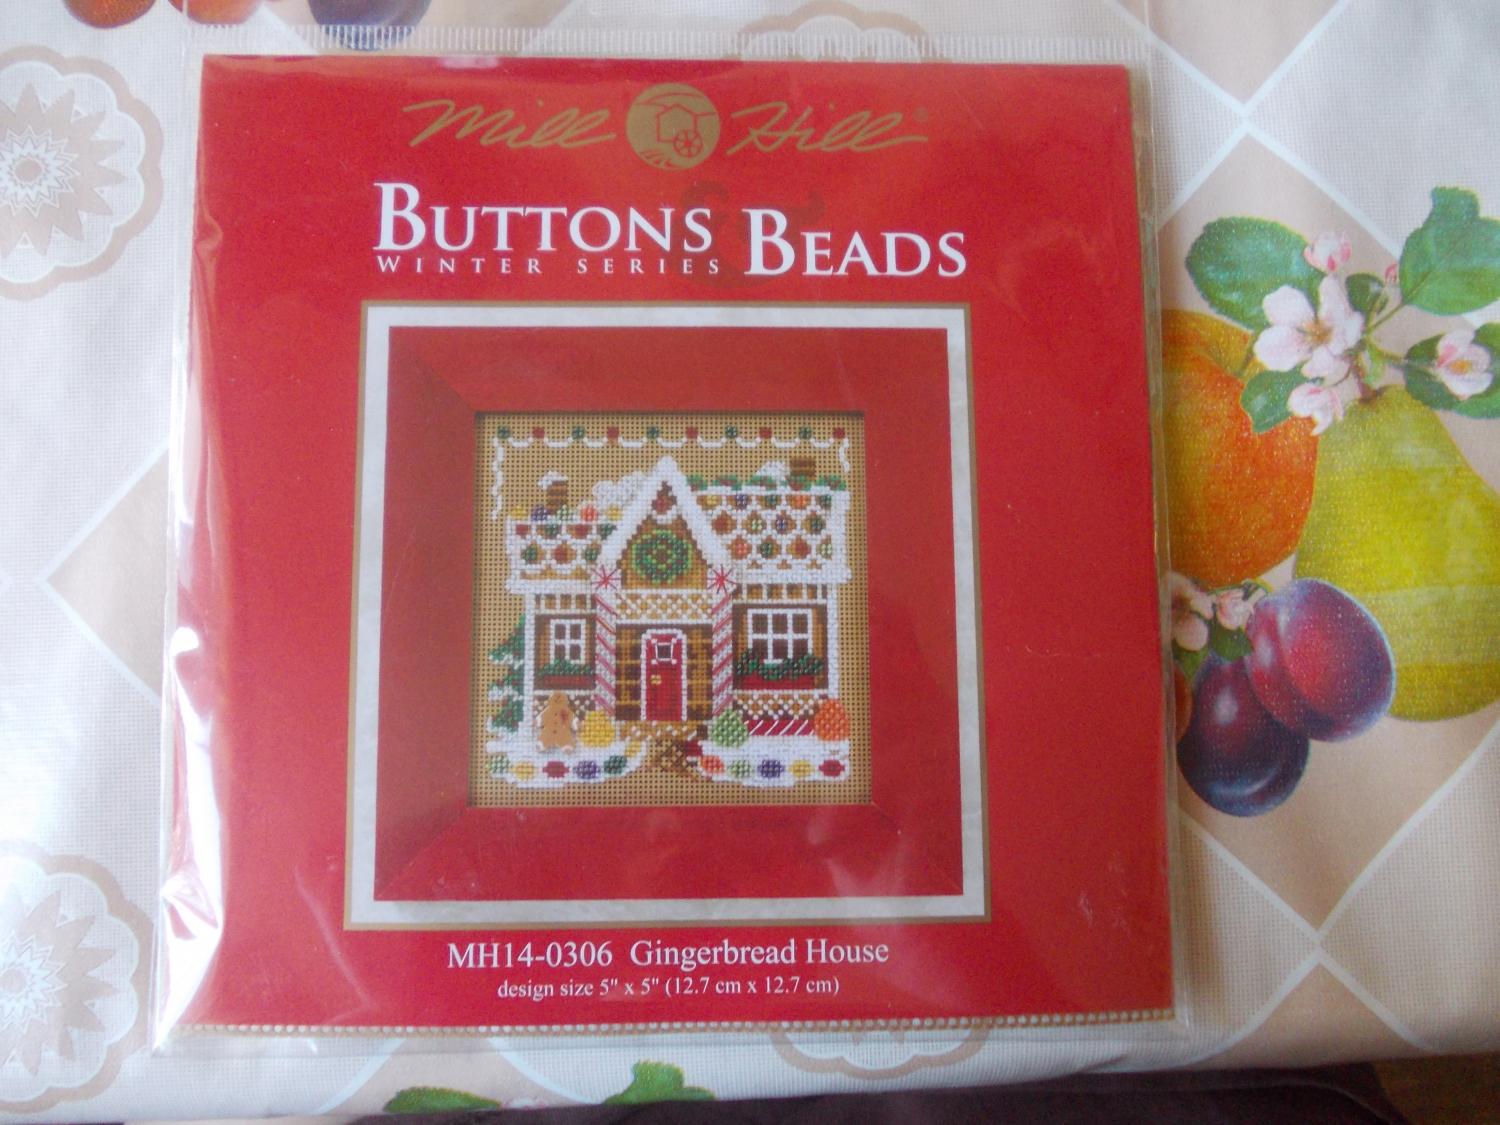 Mill Hill®
BUTTONS & BEADS
WINTER SERIES
MH14-0306 Gingerbread House
design size 5" x 5" (12.7 cm x 12.7 cm)